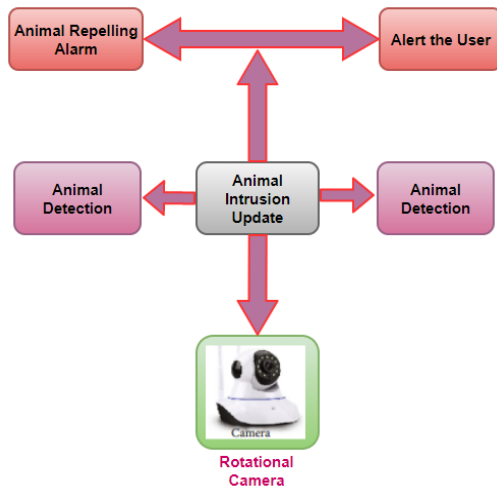 Animal Repelling
Alarm
Alert the User
Animal
Detection
Animal
Intrusion
Update
Animal
Detection
Camera
Rotational
Camera